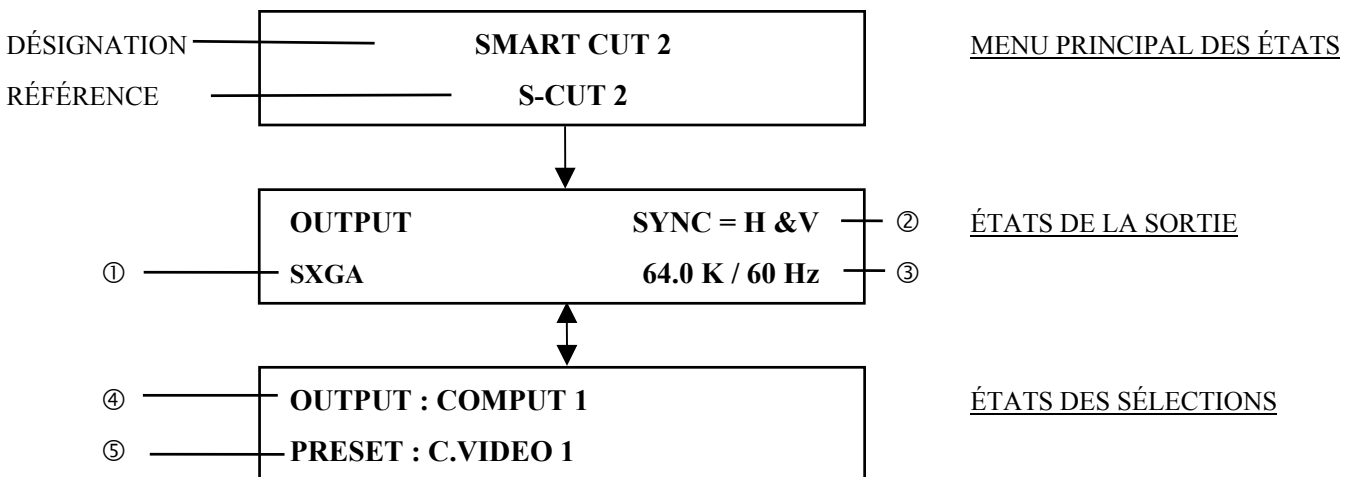 DÉSIGNATION SMART CUT 2 MENU PRINCIPAL DES ÉTATS
RÉFÉRENCE S-CUT 2
OUTPUT SYNC = H &V ② ÉTATS DE LA SORTIE
① SXGA 64.0 K / 60 Hz ③
④ OUTPUT : COMPUT 1 ÉTATS DES SÉLECTIONS
⑤ PRESET : C.VIDEO 1